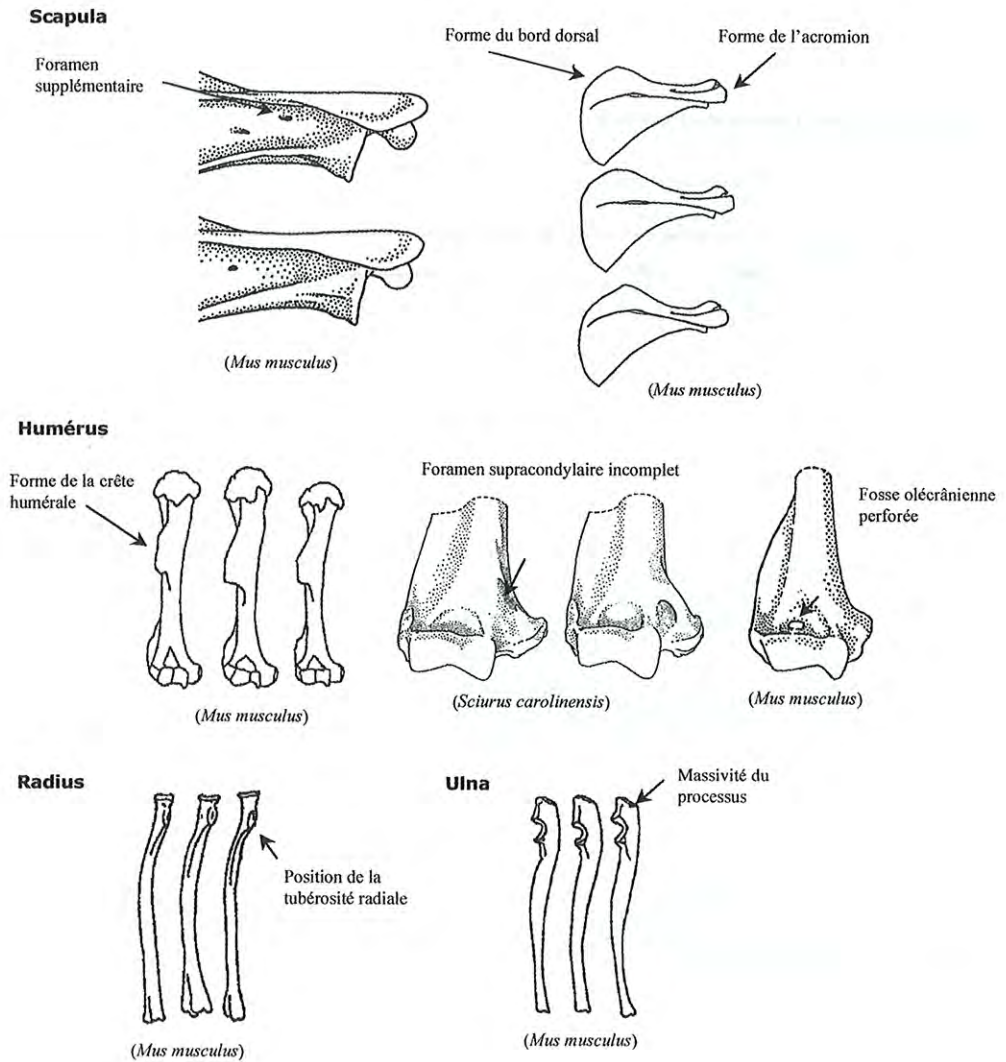 Scapula
Foramen
supplémentaire
Forme du bord dorsal
Forme de l'acromion
(Mus musculus)
(Mus musculus)
Humérus
Forme de la crête
humérale
Foramen supracondylaire incomplet
Fosse olécrânienne
perforée
(Mus musculus)
(Sciurus carolinensis)
(Mus musculus)
Radius
Position de la
tubérosité radiale
(Mus musculus)
Ulna
Massivité du
processus
(Mus musculus)